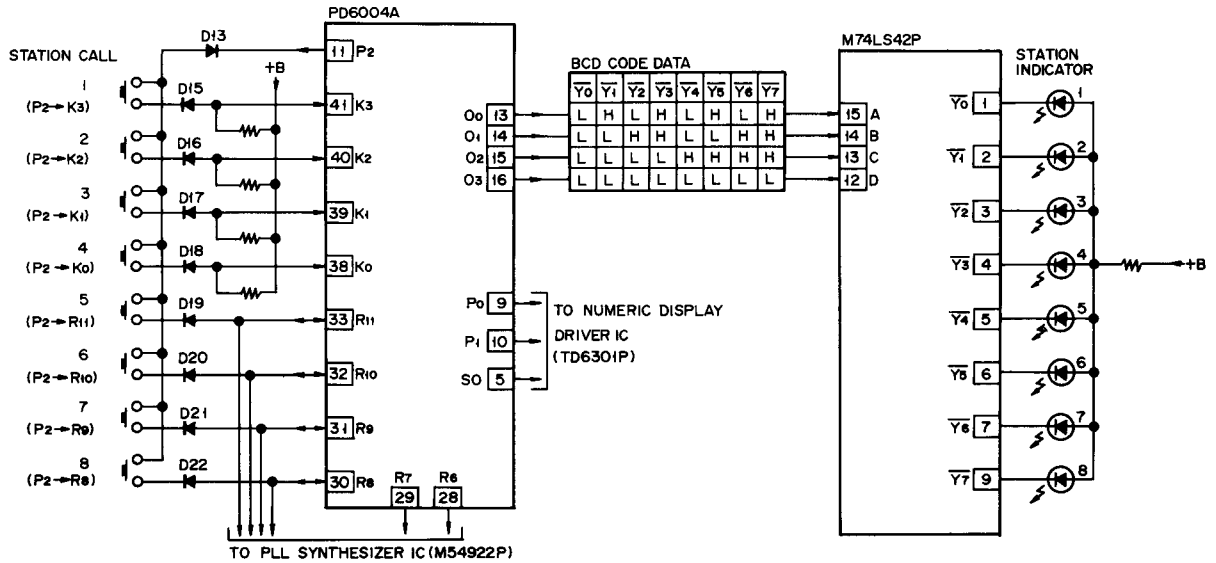 PD6004A
D13
11 P2
STATION CALL
+B
1
(P2→K3)
D15
41 K3
2
(P2→K2)
D16
40 K2
3
(P2→K1)
D17
39 K1
4
(P2→K0)
D18
38 K0
5
(P2→R11)
D19
33 R11
6
(P2→R10)
D20
32 R10
7
(P2→R9)
D21
31 R9
8
(P2→R8)
D22
30 R8
R7 R6
29 28
TO PLL SYNTHESIZER IC (M54922P)
O0 13
O1 14
O2 15
O3 16
P0 9
P1 10
SO 5
TO NUMERIC DISPLAY
DRIVER IC
(TD6301P)
BCD CODE DATA
Y0 Y1 Y2 Y3 Y4 Y5 Y6 Y7
L H L H L H L H
L L H H L L H H
L L L L H H H H
L L L L L L L L
M74LS42P
15 A
14 B
13 C
12 D
STATION
INDICATOR
Y0 1 1
Y1 2 2
Y2 3 3
Y3 4 4
+B
Y4 5 5
Y5 6 6
Y6 7 7
Y7 9 8